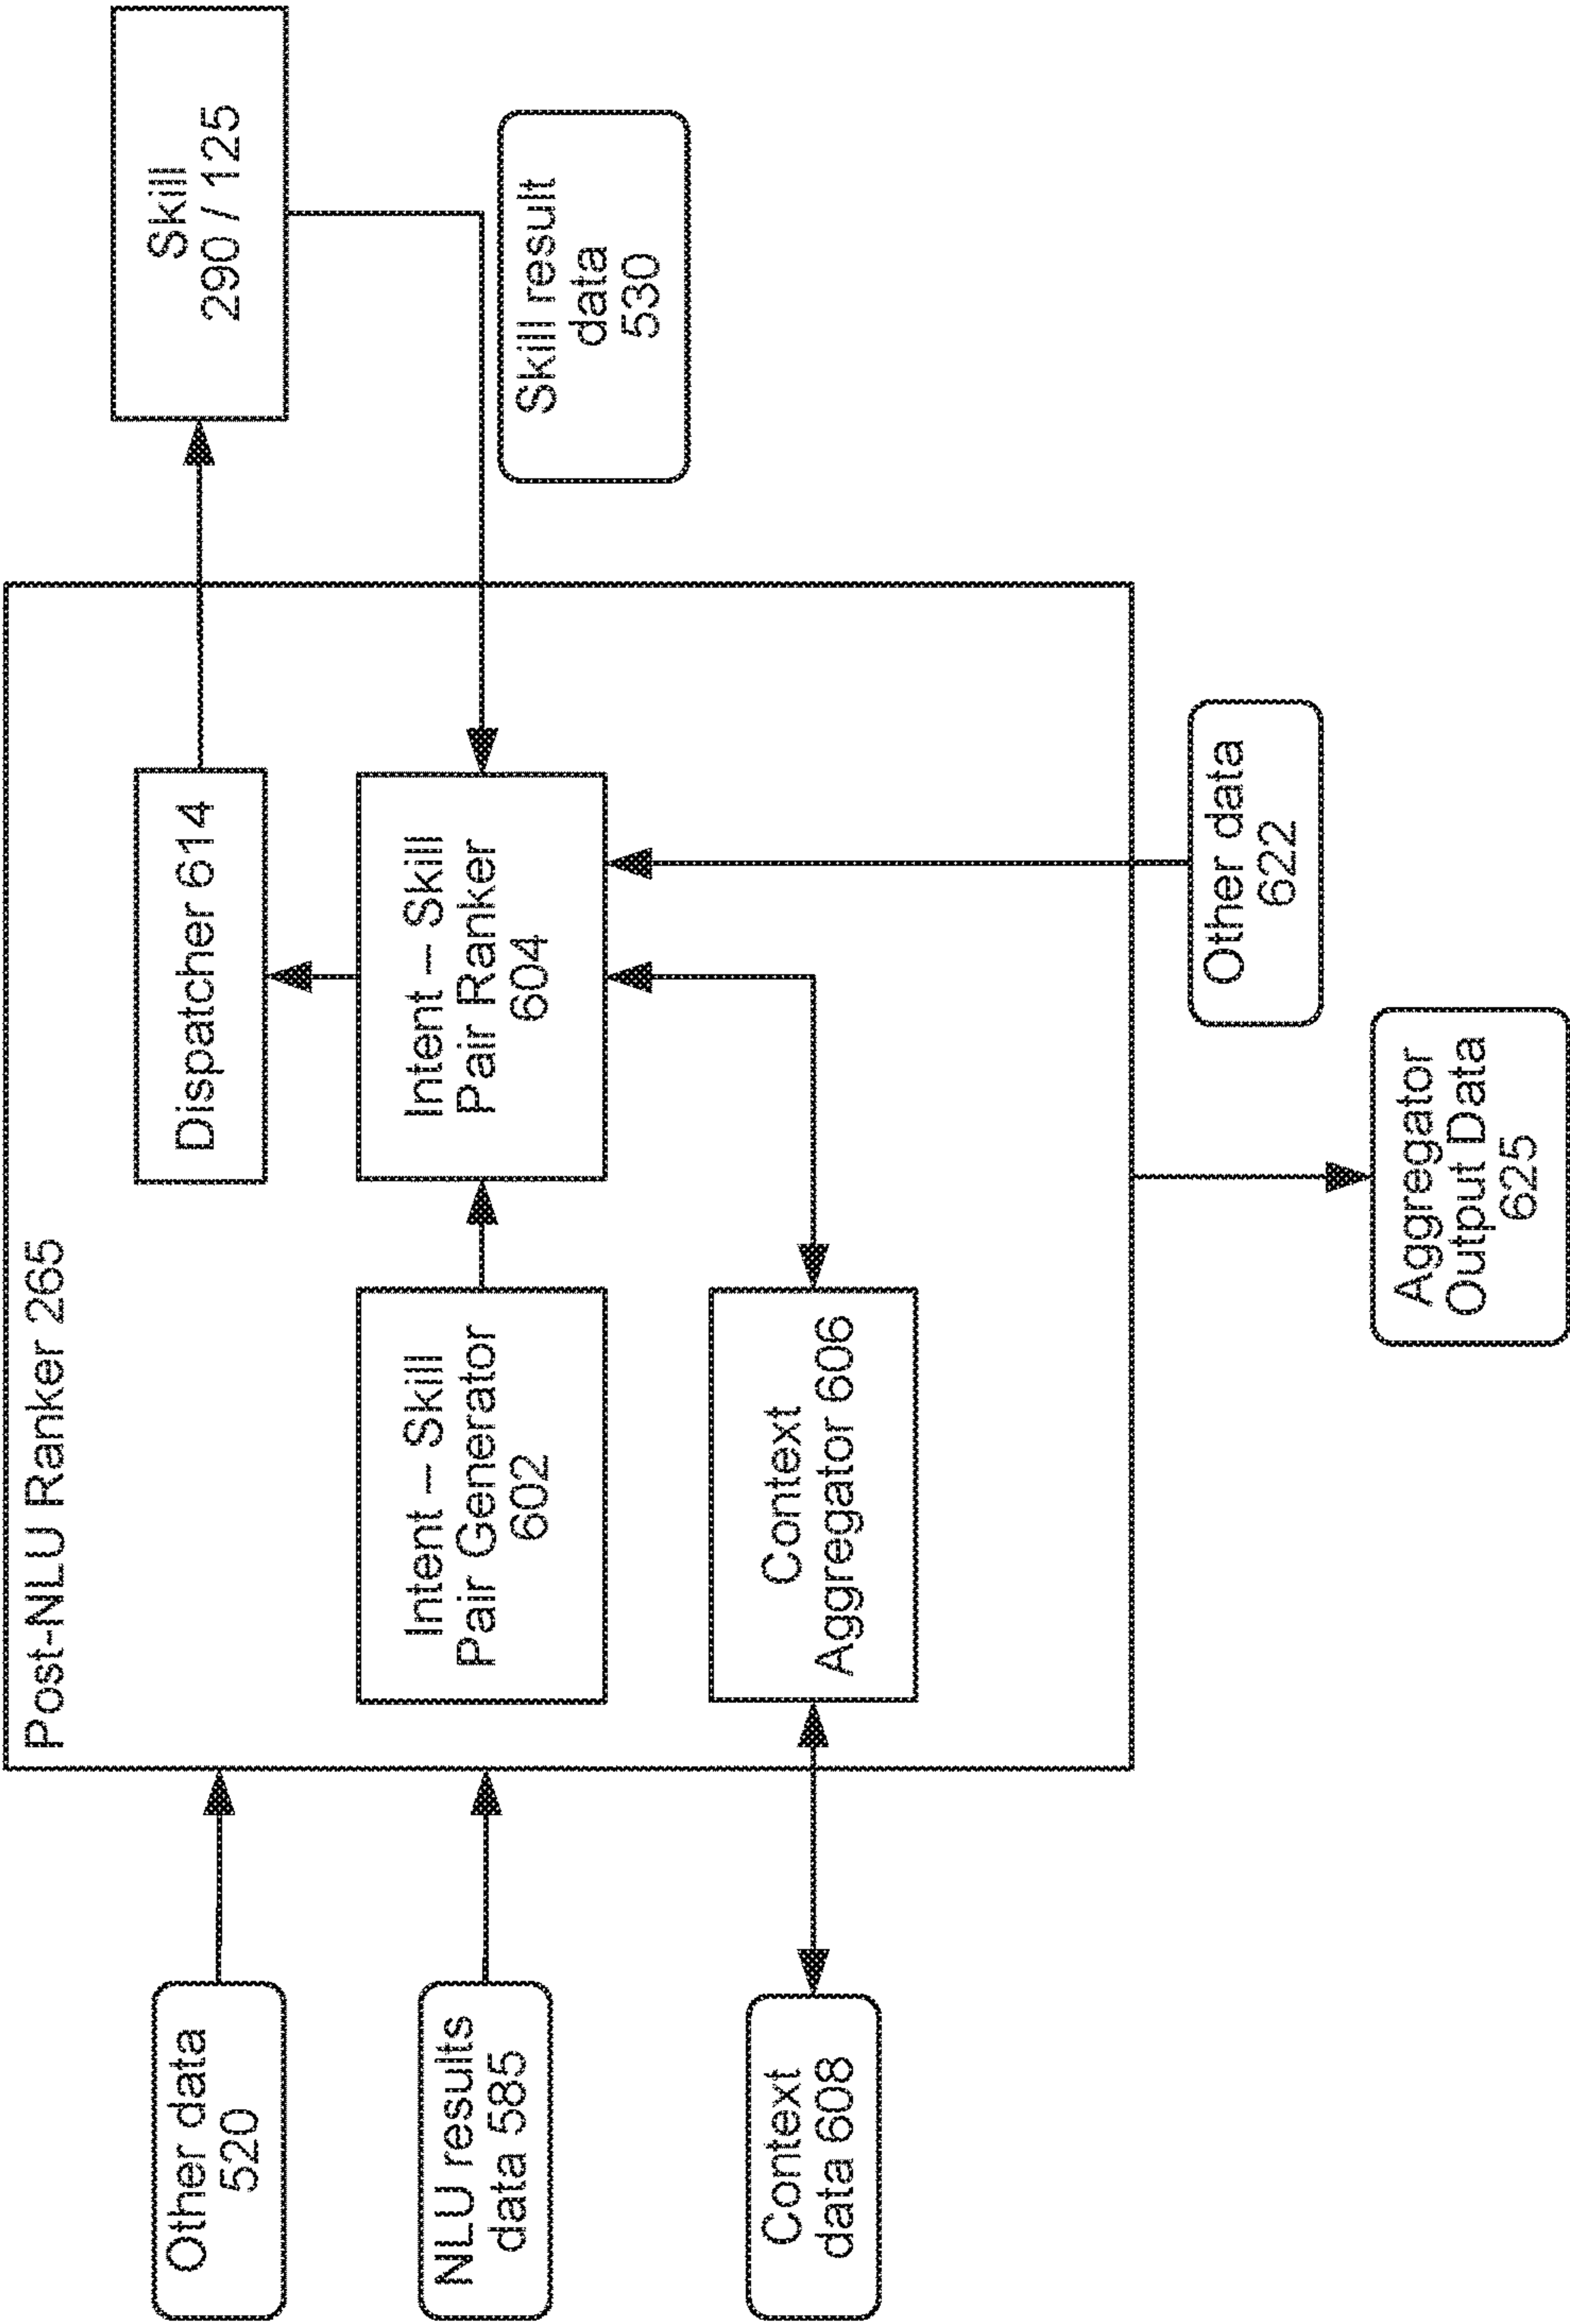 Post-NLU Ranker 265
Other data
520
Dispatcher 614
Skill
290 / 125
NLU results
data 585
Intent – Skill
Pair Generator
602
Intent – Skill
Pair Ranker
604
Skill result
data
530
Context
data 608
Context
Aggregator 606
Other data
622
Aggregator
Output Data
625